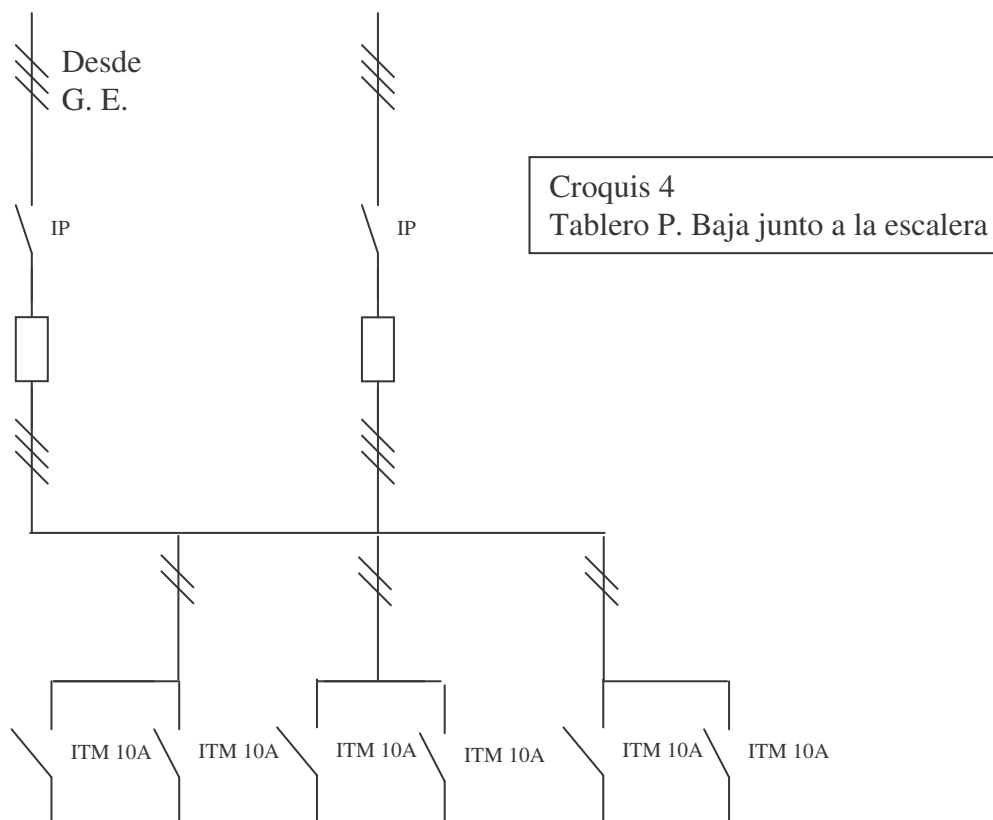 Desde
G. E.
Croquis 4
Tablero P. Baja junto a la escalera
IP
IP
ITM 10A
ITM 10A
ITM 10A
ITM 10A
ITM 10A
ITM 10A